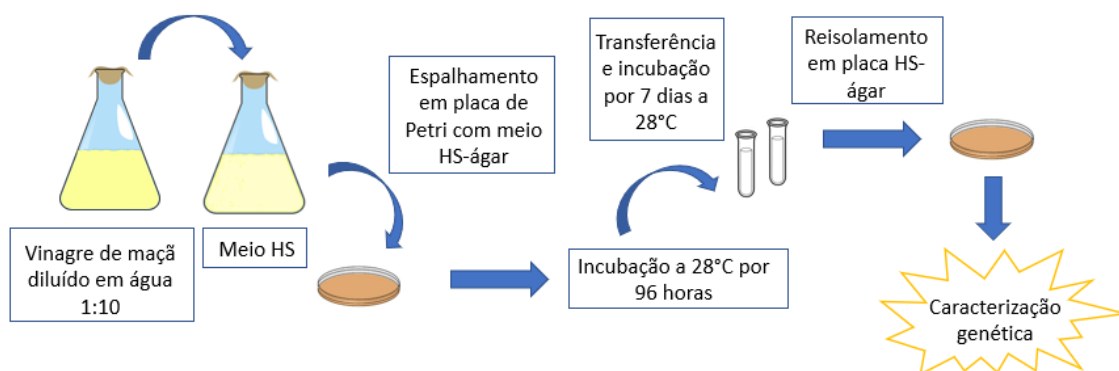 Vinagre de maçã
diluído em água
1:10
Meio HS
Espalhamento
em placa de
Petri com meio
HS-ágar
Incubação a 28°C por
96 horas
Transferência
e incubação
por 7 dias a
28°C
Reisolamento
em placa HS-
ágar
Caracterização
genética